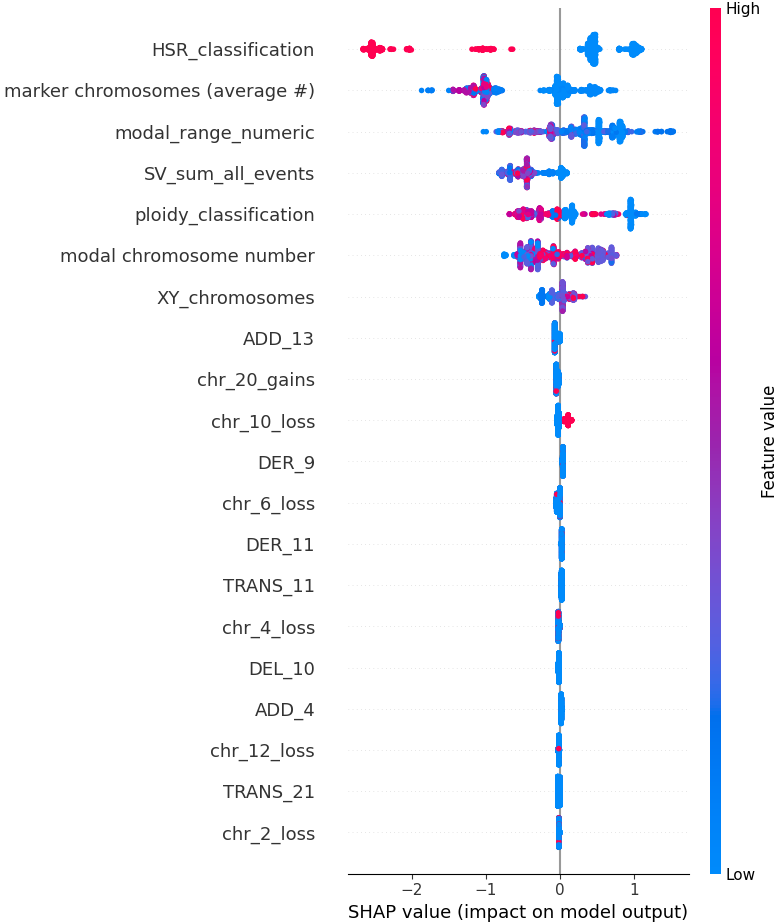 High
HSR_classification
marker chromosomes (average #)
modal_range_numeric
SV_sum_all_events
ploidy_classification
modal chromosome number
XY_chromosomes
ADD_13
chr_20_gains
chr_10_loss
DER_9
chr_6_loss
DER_11
TRANS_11
chr_4_loss
DEL_10
ADD_4
chr_12_loss
TRANS_21
chr_2_loss
Feature value
Low
−2 −1 0 1
SHAP value (impact on model output)